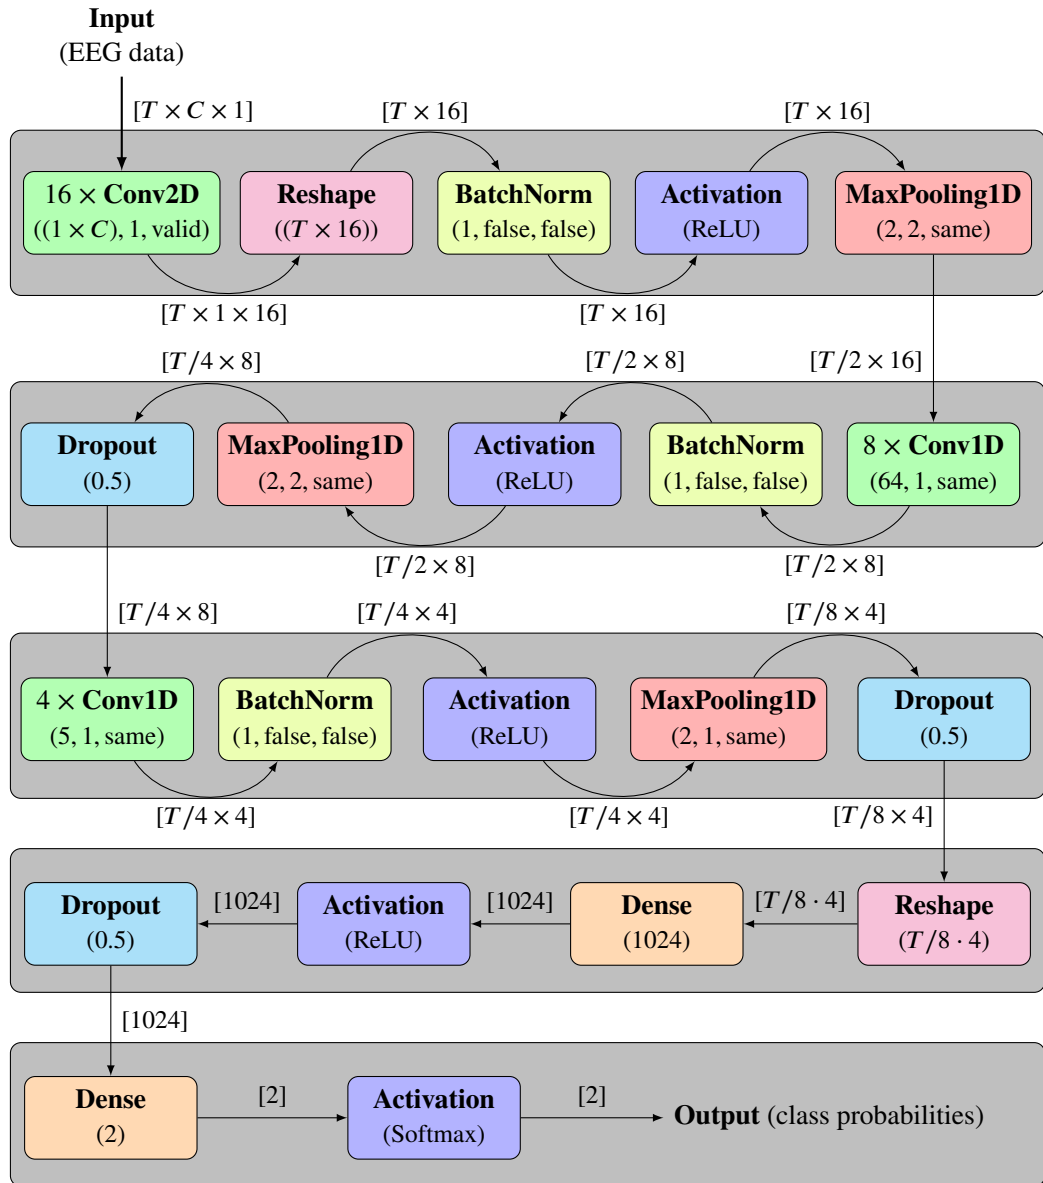 Input
(EEG data)
[T × C × 1]
[T × 16]
[T × 16]
16 × Conv2D
((1 × C), 1, valid)
Reshape
((T × 16))
BatchNorm
(1, false, false)
Activation
(ReLU)
MaxPooling1D
(2, 2, same)
[T × 1 × 16]
[T × 16]
[T/4 × 8]
[T/2 × 8]
[T/2 × 16]
Dropout
(0.5)
MaxPooling1D
(2, 2, same)
Activation
(ReLU)
BatchNorm
(1, false, false)
8 × Conv1D
(64, 1, same)
[T/2 × 8]
[T/2 × 8]
[T/4 × 8]
[T/4 × 4]
[T/8 × 4]
4 × Conv1D
(5, 1, same)
BatchNorm
(1, false, false)
Activation
(ReLU)
MaxPooling1D
(2, 1, same)
Dropout
(0.5)
[T/4 × 4]
[T/4 × 4]
[T/8 × 4]
Dropout
(0.5)
[1024]
Activation
(ReLU)
[1024]
Dense
(1024)
[T/8 · 4]
Reshape
(T/8 · 4)
[1024]
Dense
(2)
[2]
Activation
(Softmax)
[2]
Output (class probabilities)